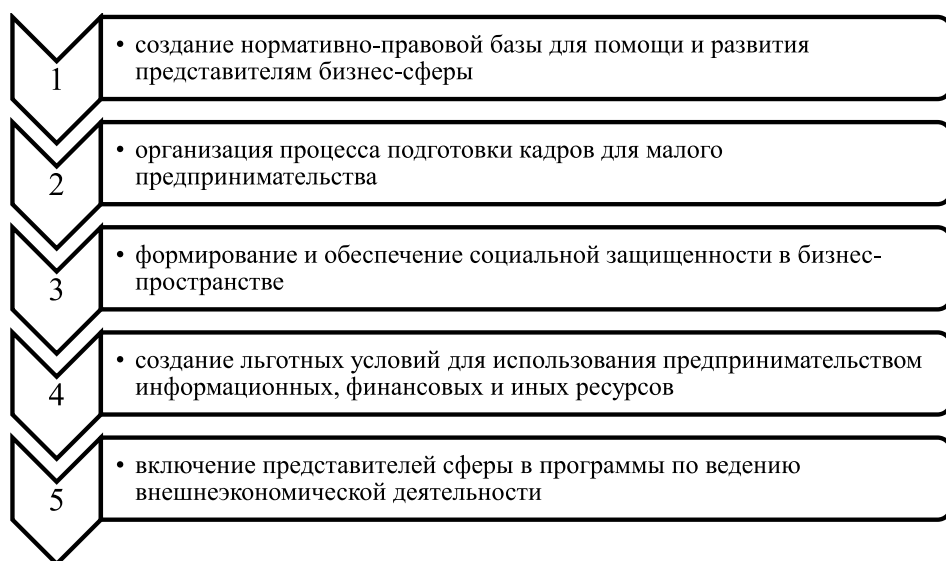 1
• создание нормативно-правовой базы для помощи и развития
представителям бизнес-сферы
2
• организация процесса подготовки кадров для малого
предпринимательства
3
• формирование и обеспечение социальной защищенности в бизнес-
пространстве
4
• создание льготных условий для использования предпринимательством
информационных, финансовых и иных ресурсов
5
• включение представителей сферы в программы по ведению
внешнеэкономической деятельности